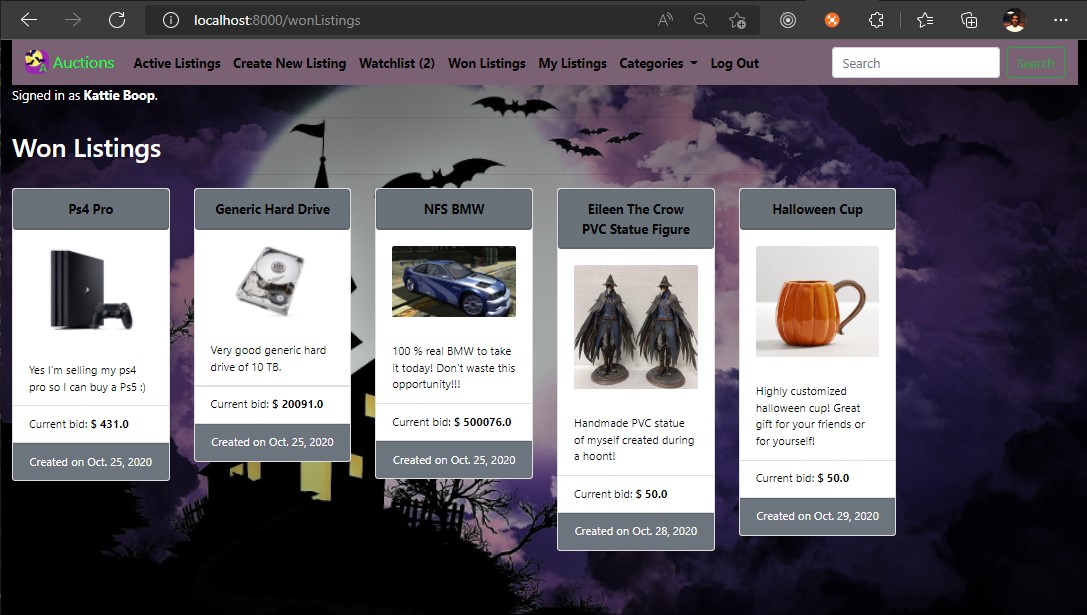 localhost:8000/wonListings
Auctions Active Listings Create New Listing Watchlist (2) Won Listings My Listings Categories Log Out Search Search
Signed in as Kattie Boop.
Won Listings
Ps4 Pro
Yes I'm selling my ps4
pro so I can buy a Ps5 :)
Current bid: $ 431.0
Created on Oct. 25, 2020
Generic Hard Drive
Very good generic hard
drive of 10 TB.
Current bid: $ 20091.0
Created on Oct. 25, 2020
NFS BMW
100 % real BMW to take
it today! Don't waste this
opportunity!!!
Current bid: $ 500076.0
Created on Oct. 25, 2020
Eileen The Crow
PVC Statue Figure
Handmade PVC statue
of myself created during
a hoont!
Current bid: $ 50.0
Created on Oct. 28, 2020
Halloween Cup
Highly customized
halloween cup! Great
gift for your friends or
for yourself!
Current bid: $ 50.0
Created on Oct. 29, 2020